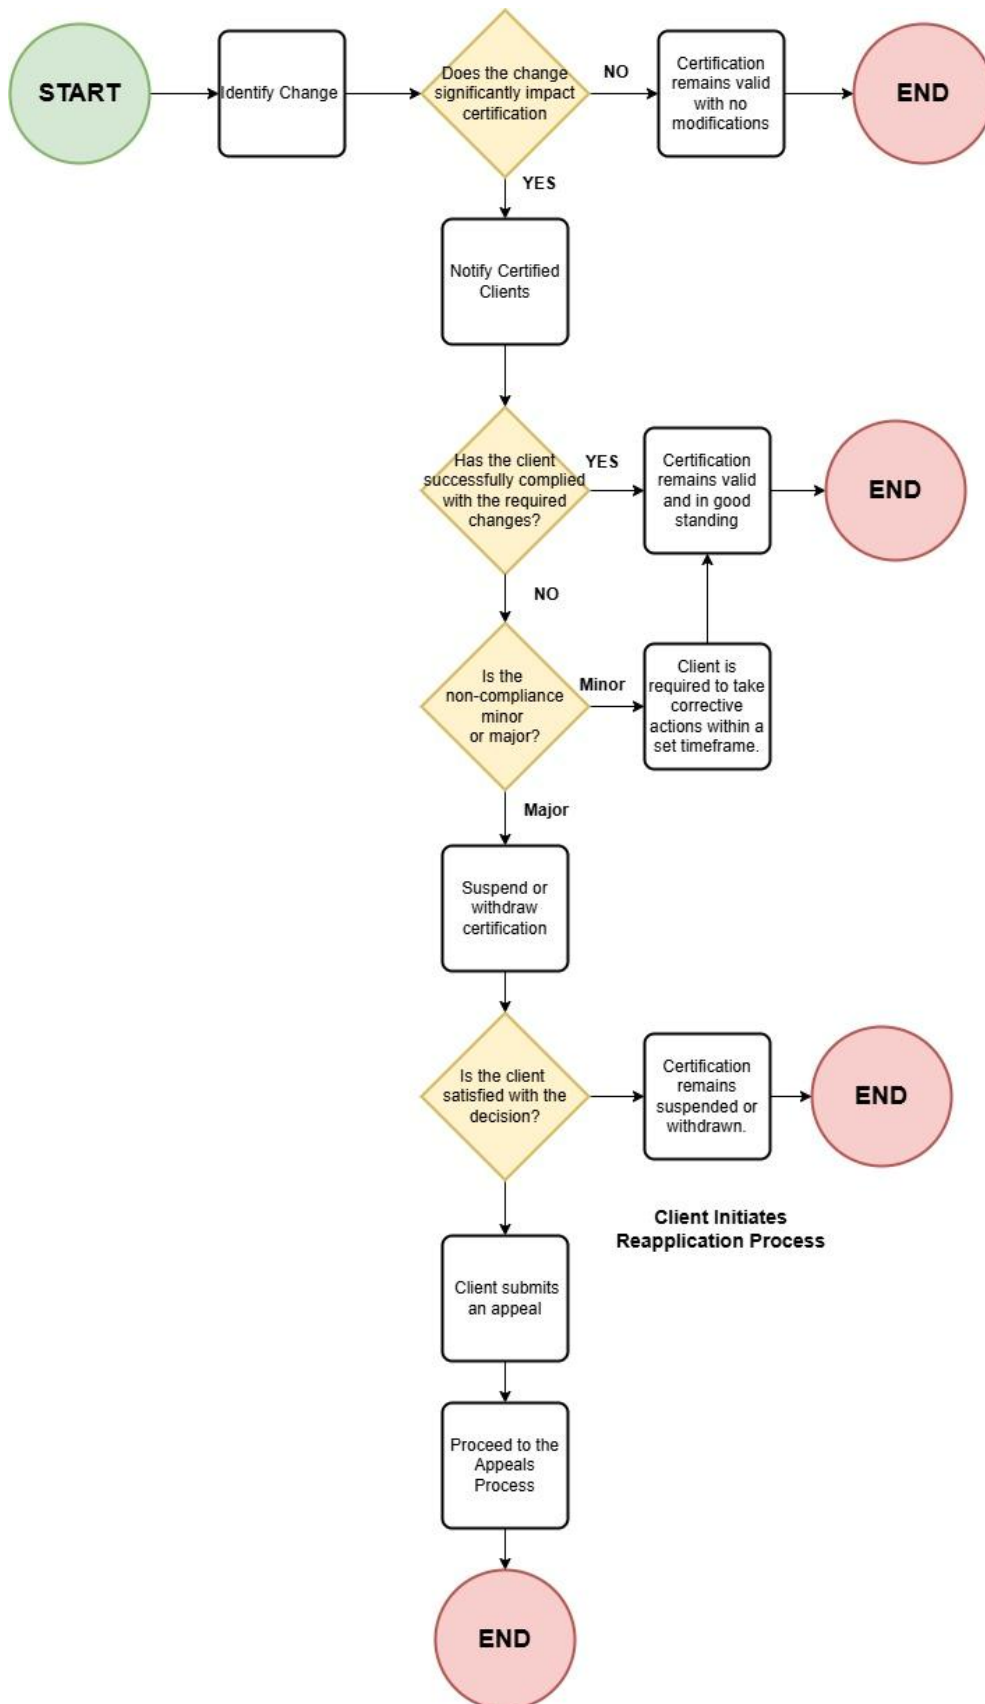 START
Identify Change
Does the change
significantly impact
certification
NO
Certification
remains valid
with no
modifications
END
YES
Notify Certified
Clients
Has the client
successfully complied
with the required
changes?
YES
Certification
remains valid
and in good
standing
END
NO
Is the
non-compliance
minor
or major?
Minor
Client is
required to take
corrective
actions within a
set timeframe.
Major
Suspend or
withdraw
certification
Is the client
satisfied with the
decision?
Certification
remains
suspended or
withdrawn.
END
Client Initiates
Reapplication Process
Client submits
an appeal
Proceed to the
Appeals
Process
END